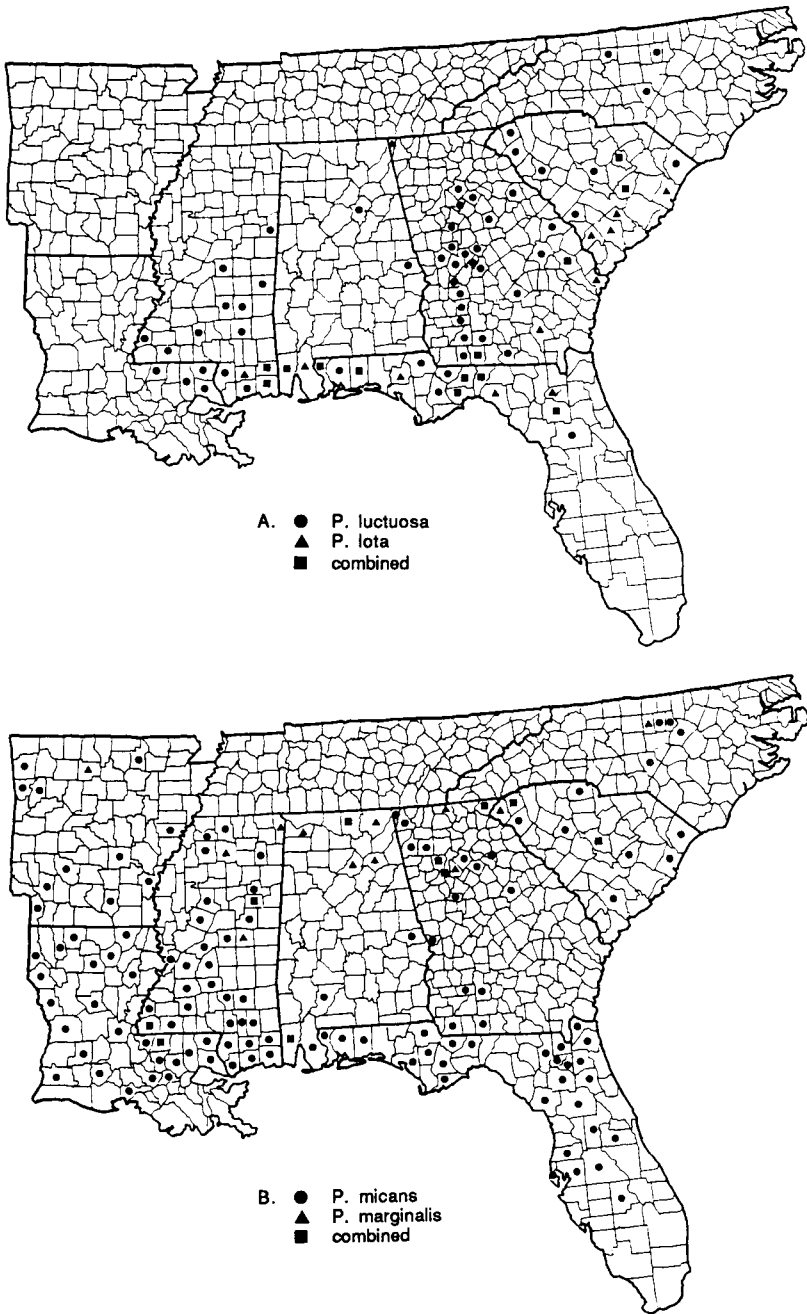 A. ● P. luctuosa
▲ P. lota
■ combined
B. ● P. micans
▲ P. marginalis
■ combined